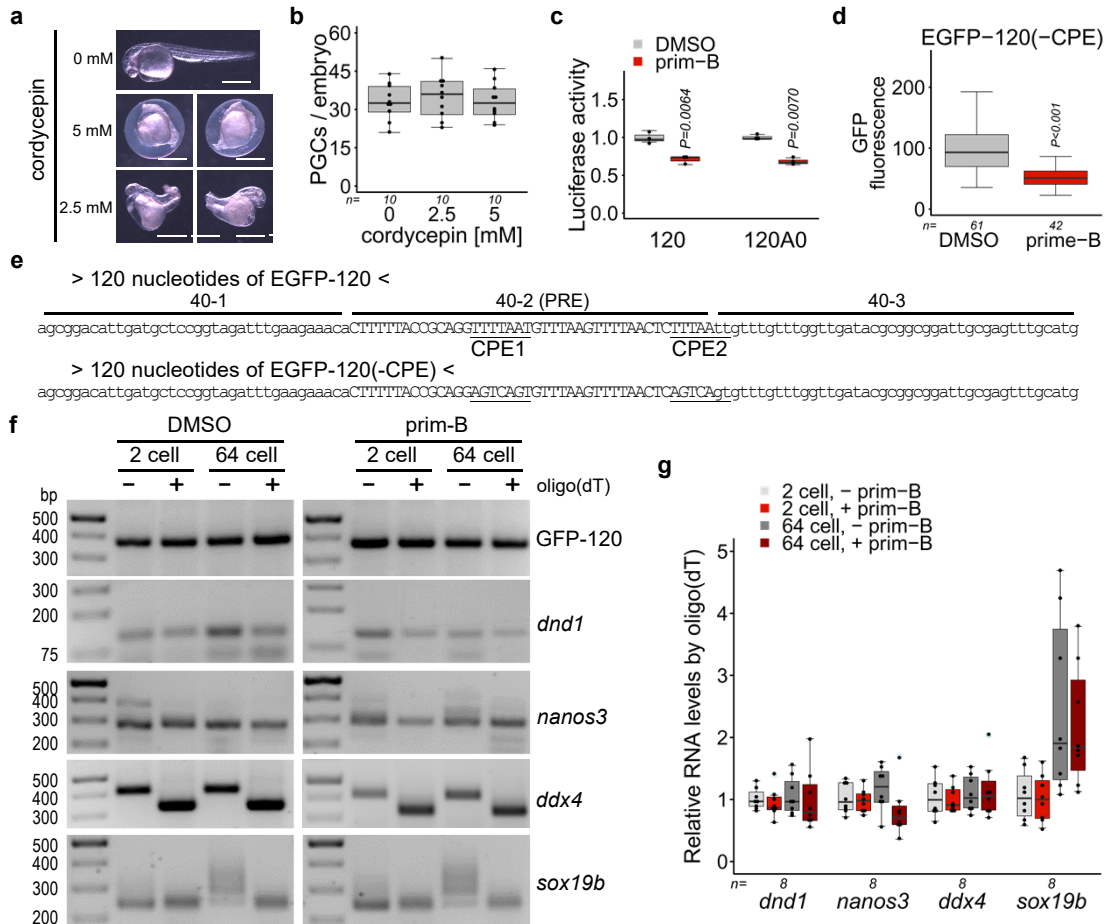 a
cordycepin
0 mM
5 mM
2.5 mM
b
PGCs / embryo
60
45
30
15
0
n= 10 10 10
0 2.5 5
cordycepin [mM]
c
DMSO
prim-B
Luciferase activity
1.5
1.0
0.5
0.0
P=0.0064
P=0.0070
120 120A0
d
EGFP-120(-CPE)
GFP
fluorescence
200
100
0
P<0.001
n= 61 42
DMSO prime-B
e
> 120 nucleotides of EGFP-120 <
40-1 40-2 (PRE) 40-3
agcggacattgatgctccggtagatttgaagaaacaCTTTTTACCGCAGGTTTTAATGTTTAAGTTTTAACTCTTTAAttgtttgtttggttgatacgcggcggattgcgagtttgcatg
CPE1 CPE2
> 120 nucleotides of EGFP-120(-CPE) <
agcggacattgatgctccggtagatttgaagaaacaCTTTTTACCGCAGGAGTCAGTGTTTAAGTTTTAACTCAGTCAgtgtttgtttggttgatacgcggcggattgcgagtttgcatg
f
DMSO prim-B
2 cell 64 cell 2 cell 64 cell
− + − + − + − + oligo(dT)
bp
500
400
300
GFP-120
300
200
75
dnd1
500
400
300
200
nanos3
500
400
300
ddx4
500
400
300
200
sox19b
g
2 cell, − prim-B
2 cell, + prim-B
64 cell, − prim-B
64 cell, + prim-B
Relative RNA levels by oligo(dT)
5
4
3
2
1
0
n= 8 8 8 8
dnd1 nanos3 ddx4 sox19b